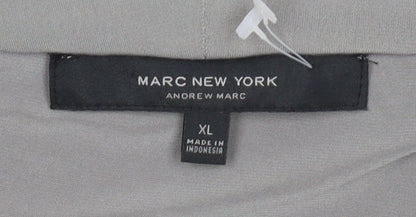 MARC NEW YORK
ANDREW MARC
XL
MADE IN
INDONESIA